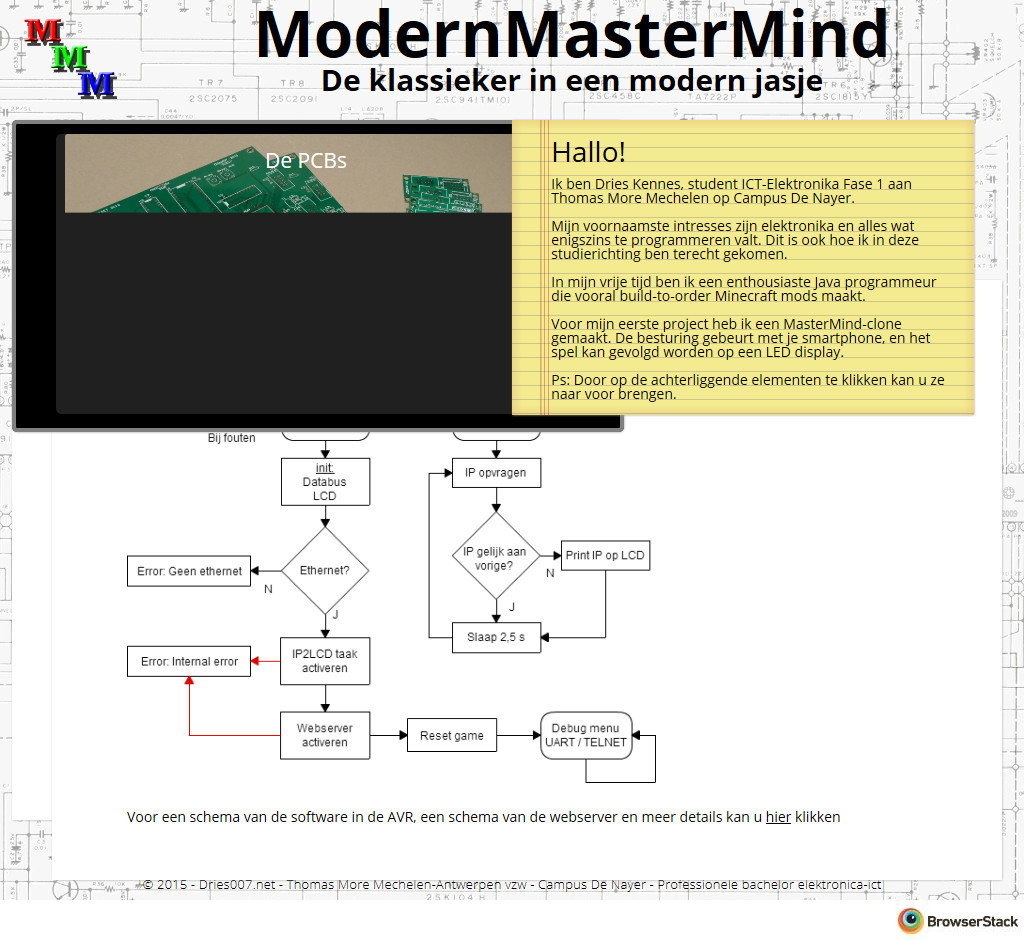 M
M
M
ModernMasterMind
De klassieker in een modern jasje
TR7
TR8
2SC2075
2SC2091
2SC941TM(O)
2SC458C
TA7222P
TR6
2SC1815Y
De PCBs
Hallo!
Ik ben Dries Kennes, student ICT-Elektronika Fase 1 aan
Thomas More Mechelen op Campus De Nayer.
Mijn voornaamste intresses zijn elektronika en alles wat
enigszins te programmeren valt. Dit is ook hoe ik in deze
studierichting ben terecht gekomen.
In mijn vrije tijd ben ik een enthousiaste Java programmeur
die vooral build-to-order Minecraft mods maakt.
Voor mijn eerste project heb ik een MasterMind-clone
gemaakt. De besturing gebeurt met je smartphone, en het
spel kan gevolgd worden op een LED display.
Ps: Door op de achterliggende elementen te klikken kan u ze
naar voor brengen.
Bij fouten
init:
Databus
LCD
IP opvragen
Error: Geen ethernet
Ethernet?
N
J
IP gelijk aan
vorige?
Print IP op LCD
N
J
Slaap 2,5 s
Error: Internal error
IP2LCD taak
activeren
Webserver
activeren
Reset game
Debug menu
UART / TELNET
Voor een schema van de software in de AVR, een schema van de webserver en meer details kan u hier klikken
© 2015 - Dries007.net - Thomas More Mechelen-Antwerpen vzw - Campus De Nayer - Professionele bachelor elektronica-ict
BrowserStack